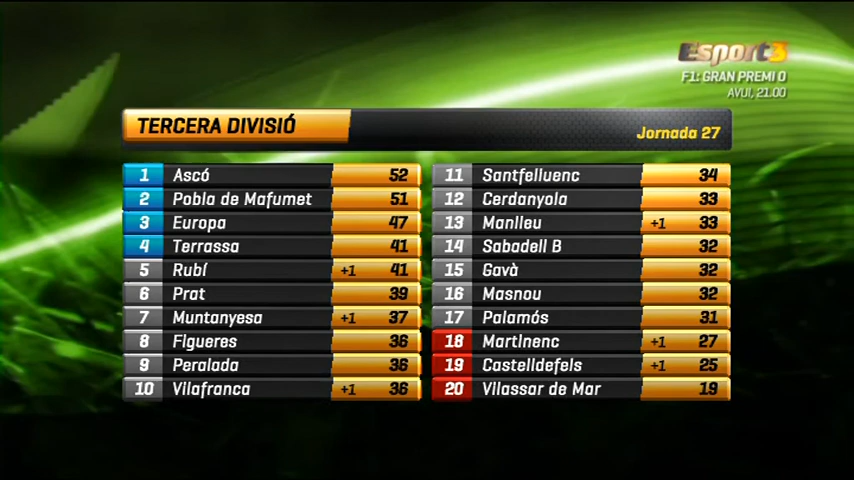 Esport3
F1: GRAN PREMI O
AVUI, 21.00
TERCERA DIVISIÓ
Jornada 27
1 Ascó 52
2 Pobla de Mafumet 51
3 Europa 47
4 Terrassa 41
5 Rubí +1 41
6 Prat 39
7 Muntanyesa +1 37
8 Figueres 36
9 Peralada 36
10 Vilafranca +1 36
11 Santfelluenc 34
12 Cerdanyola 33
13 Manlleu +1 33
14 Sabadell B 32
15 Gavà 32
16 Masnou 32
17 Palamós 31
18 Martinenc +1 27
19 Castelldefels +1 25
20 Vilassar de Mar 19